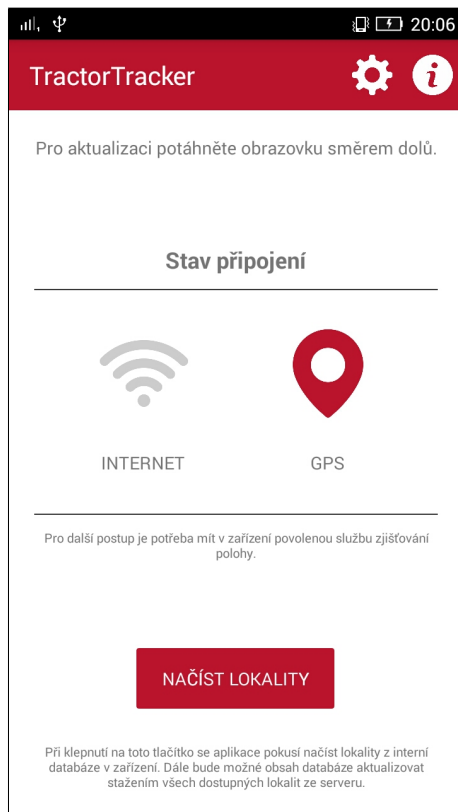 20:06
TractorTracker
Pro aktualizaci potáhněte obrazovku směrem dolů.
Stav připojení
INTERNET
GPS
Pro další postup je potřeba mít v zařízení povolenou službu zjišťování
polohy.
NAČÍST LOKALITY
Při klepnutí na toto tlačítko se aplikace pokusí načíst lokality z interní
databáze v zařízení. Dále bude možné obsah databáze aktualizovat
stažením všech dostupných lokalit ze serveru.